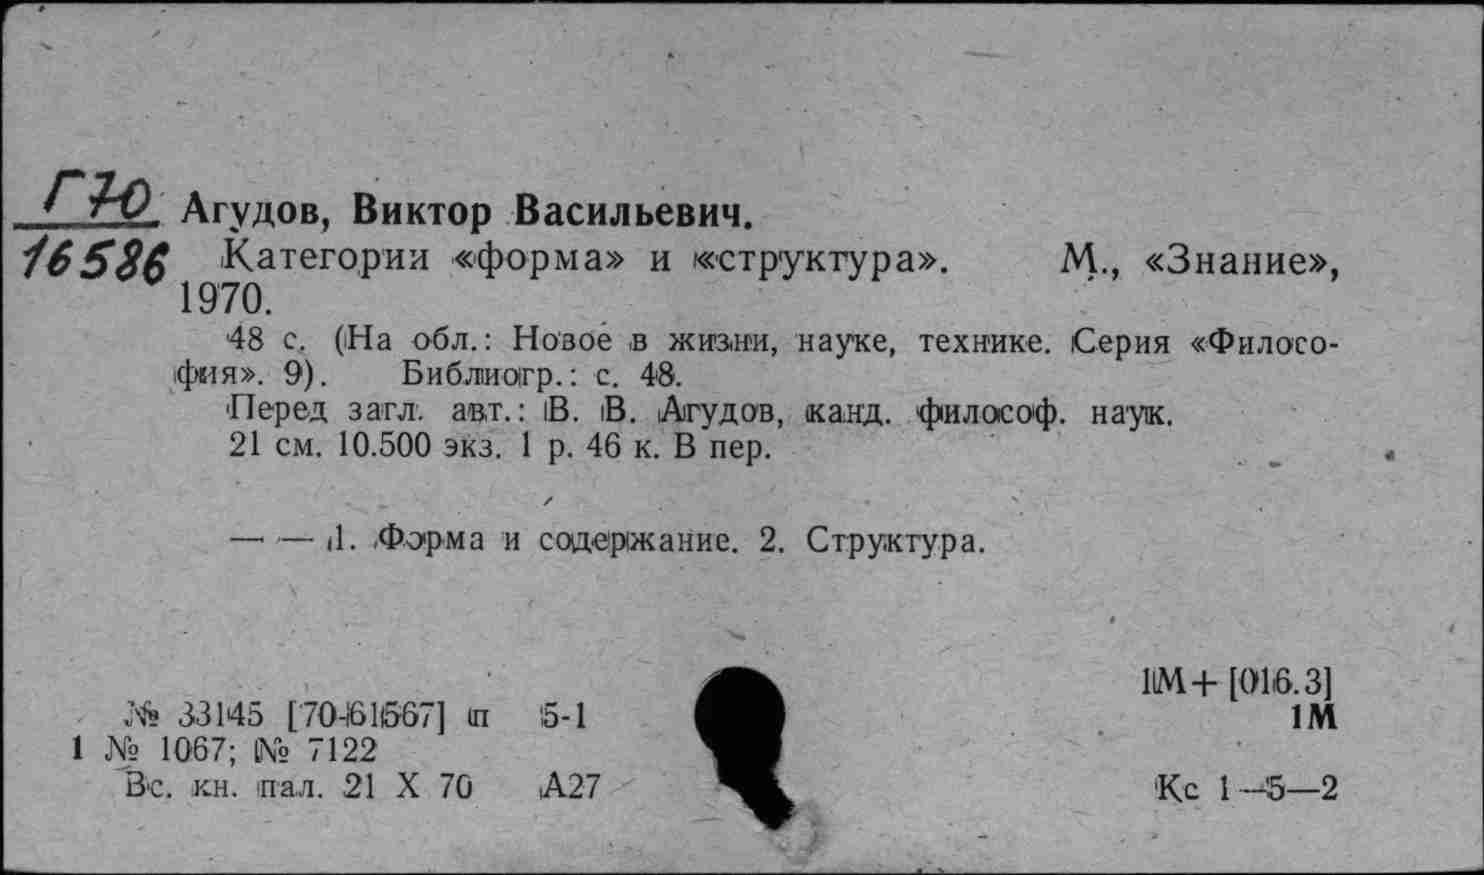 Г70
16586
Агудов, Виктор Васильевич.
Категории «форма» и «структура». М., «Знание»,
1970.
48 с. (На обл.: Новое в жизни, науке, технике. Серия «Филосо-
фия». 9). Библиогр.: с. 48.
Перед загл. авт.: В. В. Агудов, канд. философ. наук.
21 см. 10.500 экз. 1 р. 46 к. В пер.
— — 1. Форма и содержание. 2. Структура.
1М+[016.3]
№ 33145 [70-61567] п 5-1 1М
1 № 1067; № 7122
Вс. кн. пал. 21 X 70 А27 Кс 1—5—2